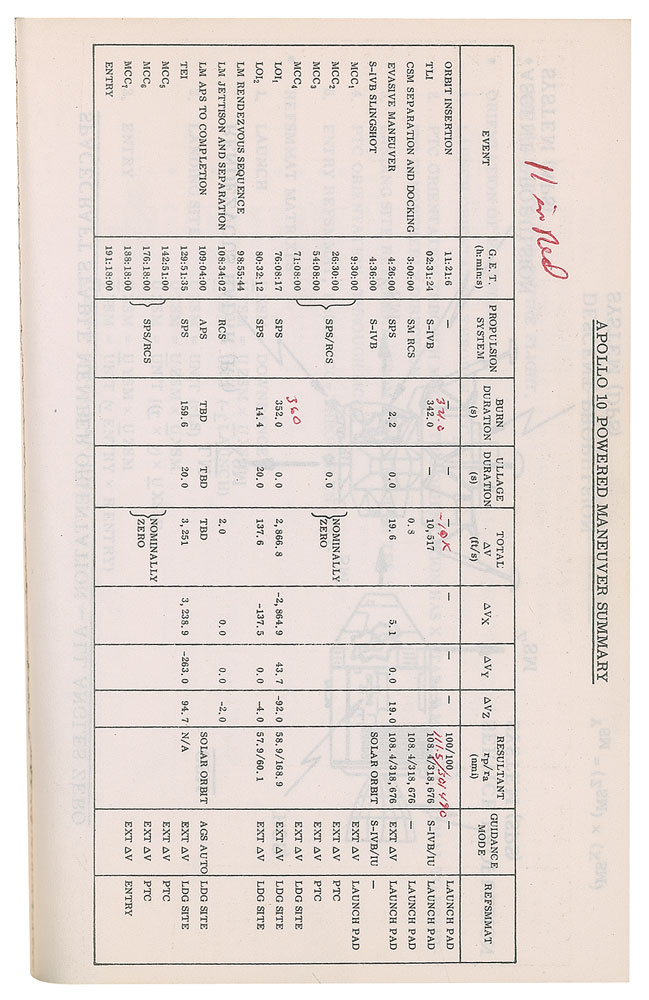 APOLLO 10 POWERED MANEUVER SUMMARY
11 in Red
EVENT G.E.T. (h:min:s) PROPULSION SYSTEM BURN DURATION (s) ULLAGE DURATION (s) TOTAL ΔV (ft/s) ΔVX ΔVY ΔVZ RESULTANT rp/ra (nmi) GUIDANCE MODE REFSMMAT
ORBIT INSERTION 11:21:6 — — — — — — 100/100 — LAUNCH PAD
321.0 -10K 111.5/301490
TLI 02:31:24 S-IVB 342.0 — 10,517 108.4/318,676 S-IVB/IU LAUNCH PAD
CSM SEPARATION AND DOCKING 3:00:00 SM RCS 0.8 108.4/318,676 — LAUNCH PAD
EVASIVE MANEUVER 4:26:00 SPS 2.2 0.0 19.6 5.1 0.0 19.0 108.4/318,676 EXT ΔV LAUNCH PAD
S-IVB SLINGSHOT 4:36:00 S-IVB SOLAR ORBIT S-IVB/IU —
MCC1 9:30:00 EXT ΔV LAUNCH PAD
MCC2 26:30:00 SPS/RCS 0.0 NOMINALLY ZERO EXT ΔV PTC
MCC3 54:08:00 EXT ΔV PTC
MCC4 71:08:00 EXT ΔV LDG SITE
360
LOI1 76:08:17 SPS 352.0 0.0 2,866.8 -2,864.9 43.7 -92.0 58.9/168.9 EXT ΔV LDG SITE
LOI2 80:32:12 SPS 14.4 20.0 137.6 -137.5 0.0 -4.0 57.9/60.1 EXT ΔV LDG SITE
LM RENDEZVOUS SEQUENCE 98:55:44
LM JETTISON AND SEPARATION 108:34:02 RCS 2.0 0.0 0.0 -2.0
LM APS TO COMPLETION 109:04:00 APS TBD TBD TBD SOLAR ORBIT AGS AUTO LDG SITE
TEI 129:51:35 SPS 159.6 20.0 3,251 3,238.9 -263.0 94.7 N/A EXT ΔV LDG SITE
MCC5 142:51:00 EXT ΔV PTC
MCC6 176:18:00 SPS/RCS NOMINALLY ZERO EXT ΔV PTC
MCC7 188:18:00 EXT ΔV ENTRY
ENTRY 191:18:00